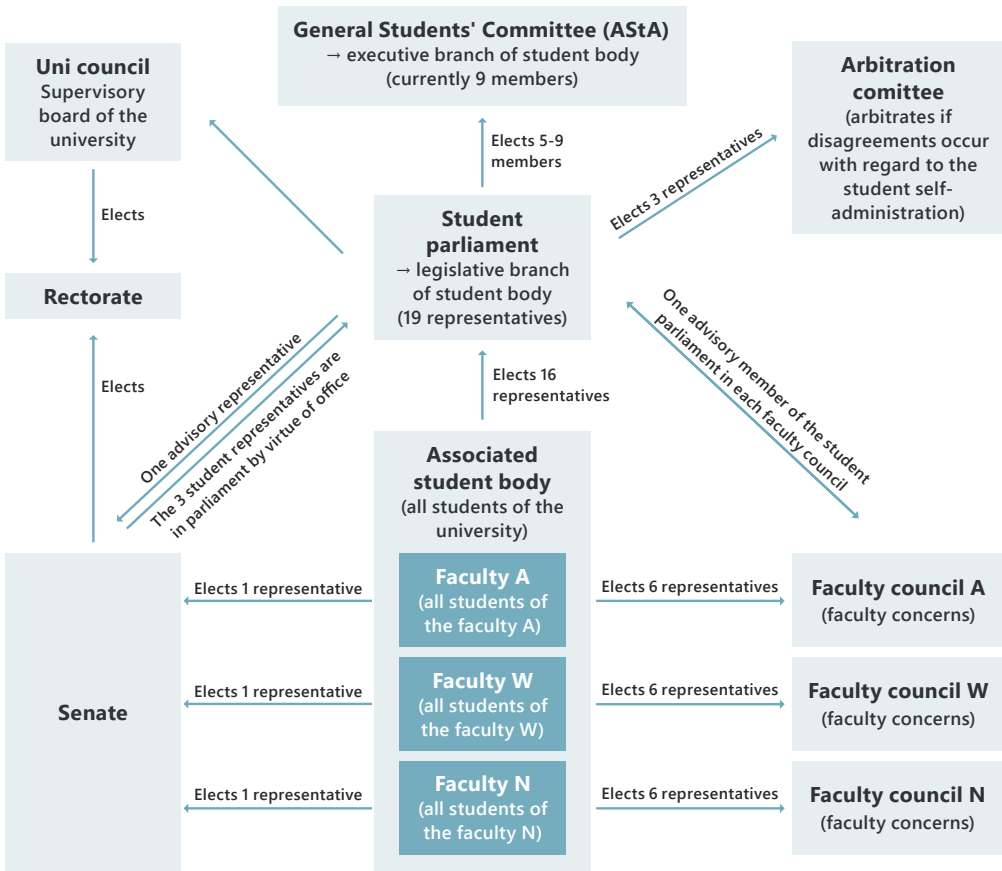 General Students' Committee (AStA)
→ executive branch of student body
(currently 9 members)
Uni council
Supervisory
board of the
university
Arbitration
comittee
(arbitrates if
disagreements occur
with regard to the
student self-
administration)
Elects 5-9
members
Elects 3 representatives
Elects
Student
parliament
→ legislative branch
of student body
(19 representatives)
Rectorate
Elects
One advisory representative
The 3 student representatives are
in parliament by virtue of office
Elects 16
representatives
One advisory member of the student
parliament in each faculty council
Associated
student body
(all students of the
university)
Senate
Elects 1 representative
Faculty A
(all students of
the faculty A)
Elects 6 representatives
Faculty council A
(faculty concerns)
Elects 1 representative
Faculty W
(all students of
the faculty W)
Elects 6 representatives
Faculty council W
(faculty concerns)
Elects 1 representative
Faculty N
(all students of
the faculty N)
Elects 6 representatives
Faculty council N
(faculty concerns)